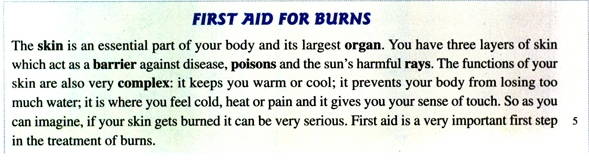 FIRST AID FOR BURNS
The skin is an essential part of your body and its largest organ. You have three layers of skin
which act as a barrier against disease, poisons and the sun's harmful rays. The functions of your
skin are also very complex: it keeps you warm or cool; it prevents your body from losing too
much water; it is where you feel cold, heat or pain and it gives you your sense of touch. So as you
can imagine, if your skin gets burned it can be very serious. First aid is a very important first step 5
in the treatment of burns.